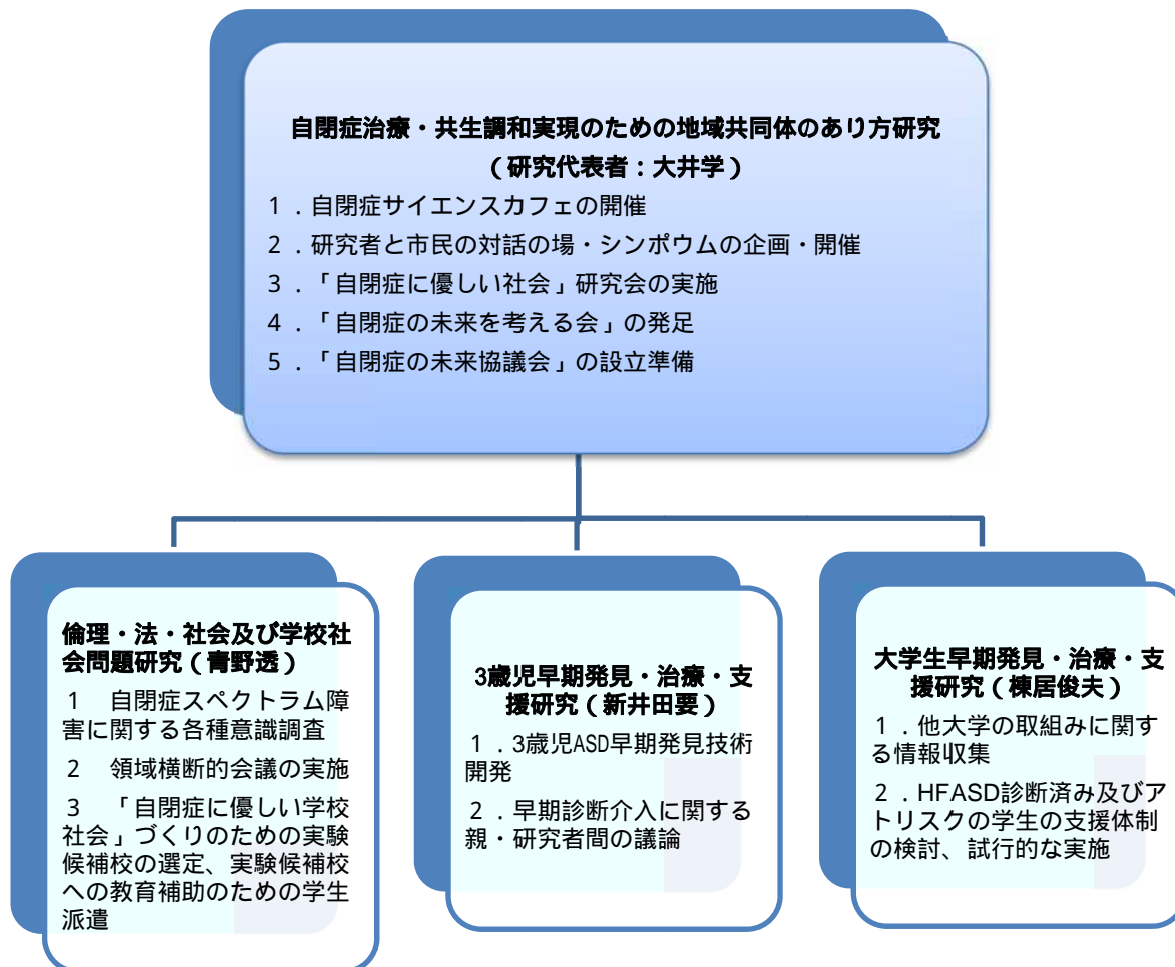 自閉症治療・共生調和実現のための地域共同体のあり方研究
（研究代表者：大井学）
１．自閉症サイエンスカフェの開催
２．研究者と市民の対話の場・シンポウムの企画・開催
３．「自閉症に優しい社会」研究会の実施
４．「自閉症の未来を考える会」の発足
５．「自閉症の未来協議会」の設立準備
倫理・法・社会及び学校社
会問題研究（青野透）
１　自閉症スペクトラム障
害に関する各種意識調査
２　領域横断的会議の実施
３　「自閉症に優しい学校
社会」づくりのための実験
候補校の選定、実験候補校
への教育補助のための学生
派遣
3歳児早期発見・治療・支
援研究（新井田要）
１．3歳児ASD早期発見技術
開発
２．早期診断介入に関する
親・研究者間の議論
大学生早期発見・治療・支
援研究（棟居俊夫）
１．他大学の取組みに関す
る情報収集
２．HFASD診断済み及びア
トリスクの学生の支援体制
の検討、試行的な実施